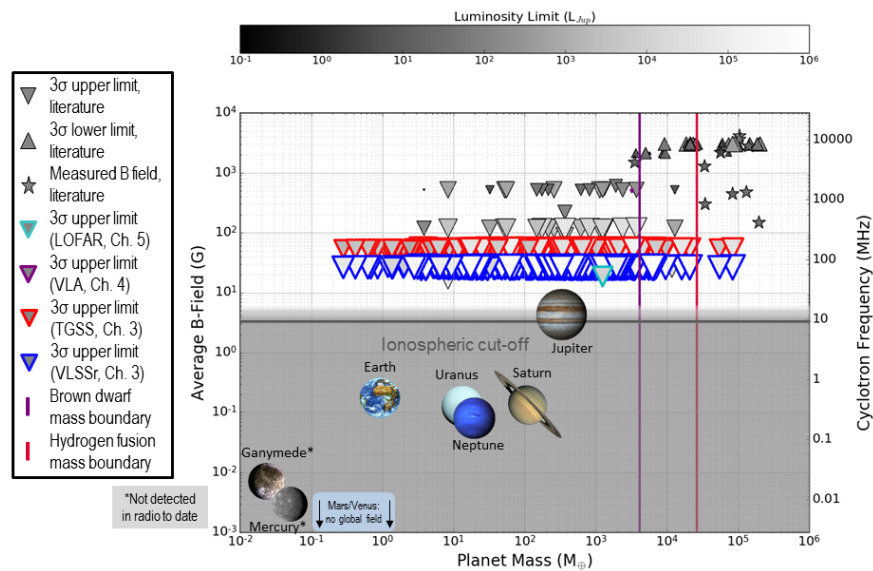 Luminosity Limit (L_Jup)
10^-1 10^0 10^1 10^2 10^3 10^4 10^5 10^6
3σ upper limit,
literature
3σ lower limit,
literature
Measured B field,
literature
3σ upper limit
(LOFAR, Ch. 5)
3σ upper limit
(VLA, Ch. 4)
3σ upper limit
(TGSS, Ch. 3)
3σ upper limit
(VLSSr, Ch. 3)
Brown dwarf
mass boundary
Hydrogen fusion
mass boundary
*Not detected
in radio to date
Average B-Field (G)
10^4
10^3
10^2
10^1
10^0
10^-1
10^-2
10^-3
Ionospheric cut-off
Jupiter
Earth
Uranus
Saturn
Neptune
Ganymede*
Mercury*
Mars/Venus:
no global field
10000
1000
100
10
1
0.1
0.01
Cyclotron Frequency (MHz)
10^-2 10^-1 10^0 10^1 10^2 10^3 10^4 10^5 10^6
Planet Mass (M⊕)